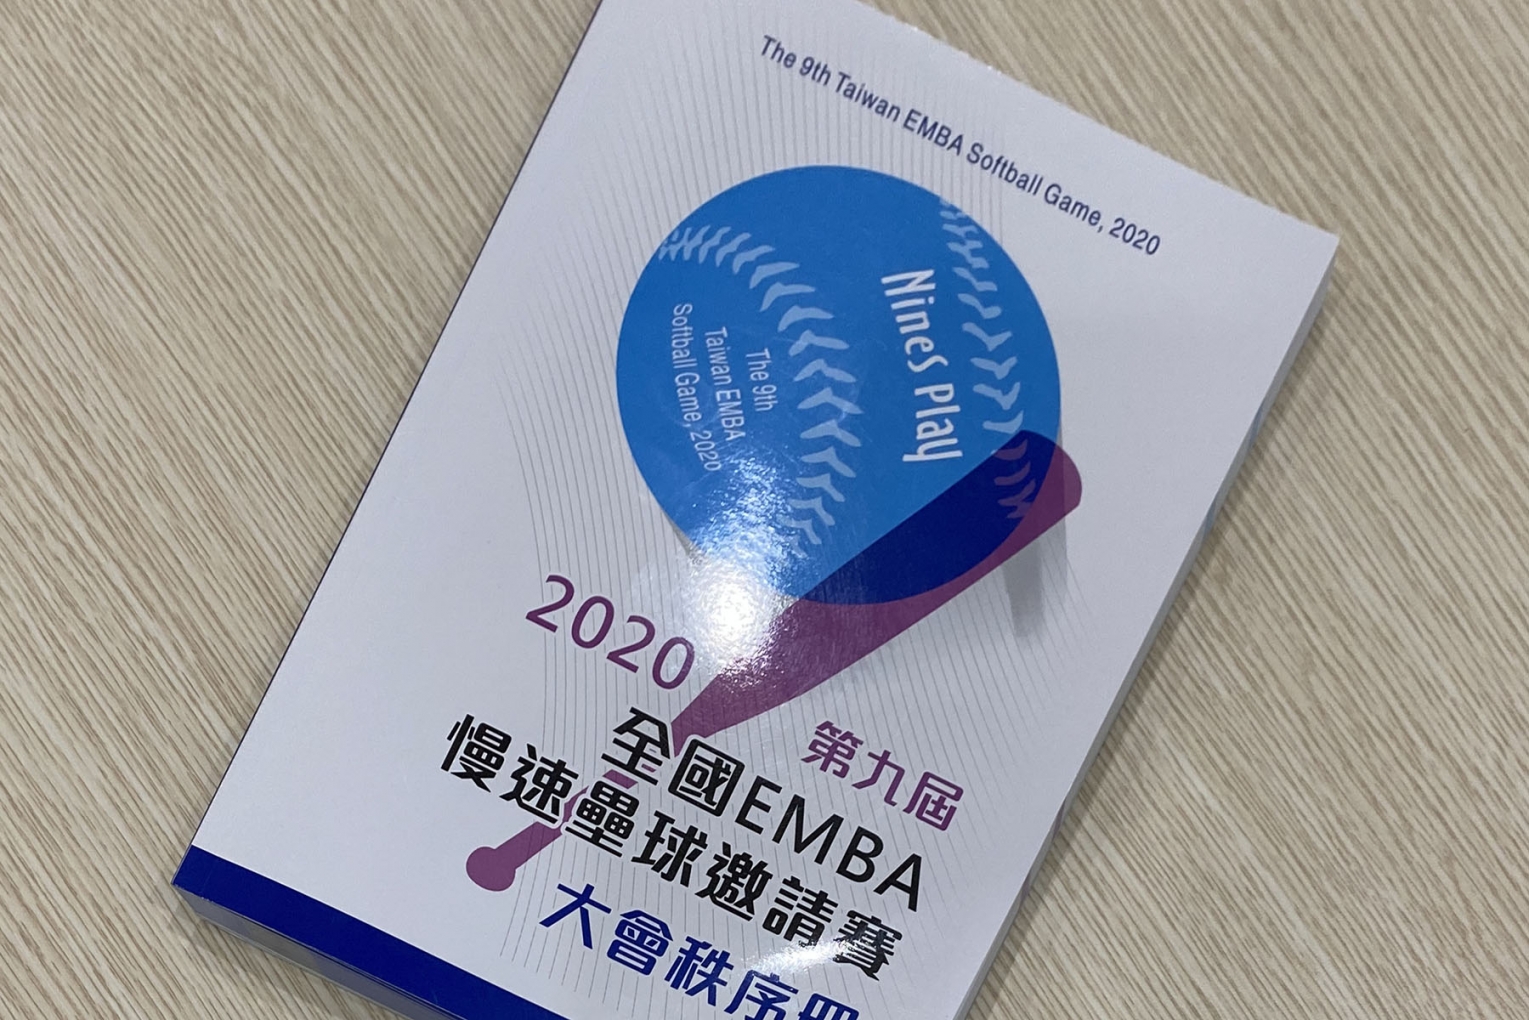 The 9th Taiwan EMBA Softball Game, 2020
Nines Play
The 9th
Taiwan EMBA
Softball Game, 2020
2020
第九屆
全國EMBA
慢速壘球邀請賽
大會秩序冊